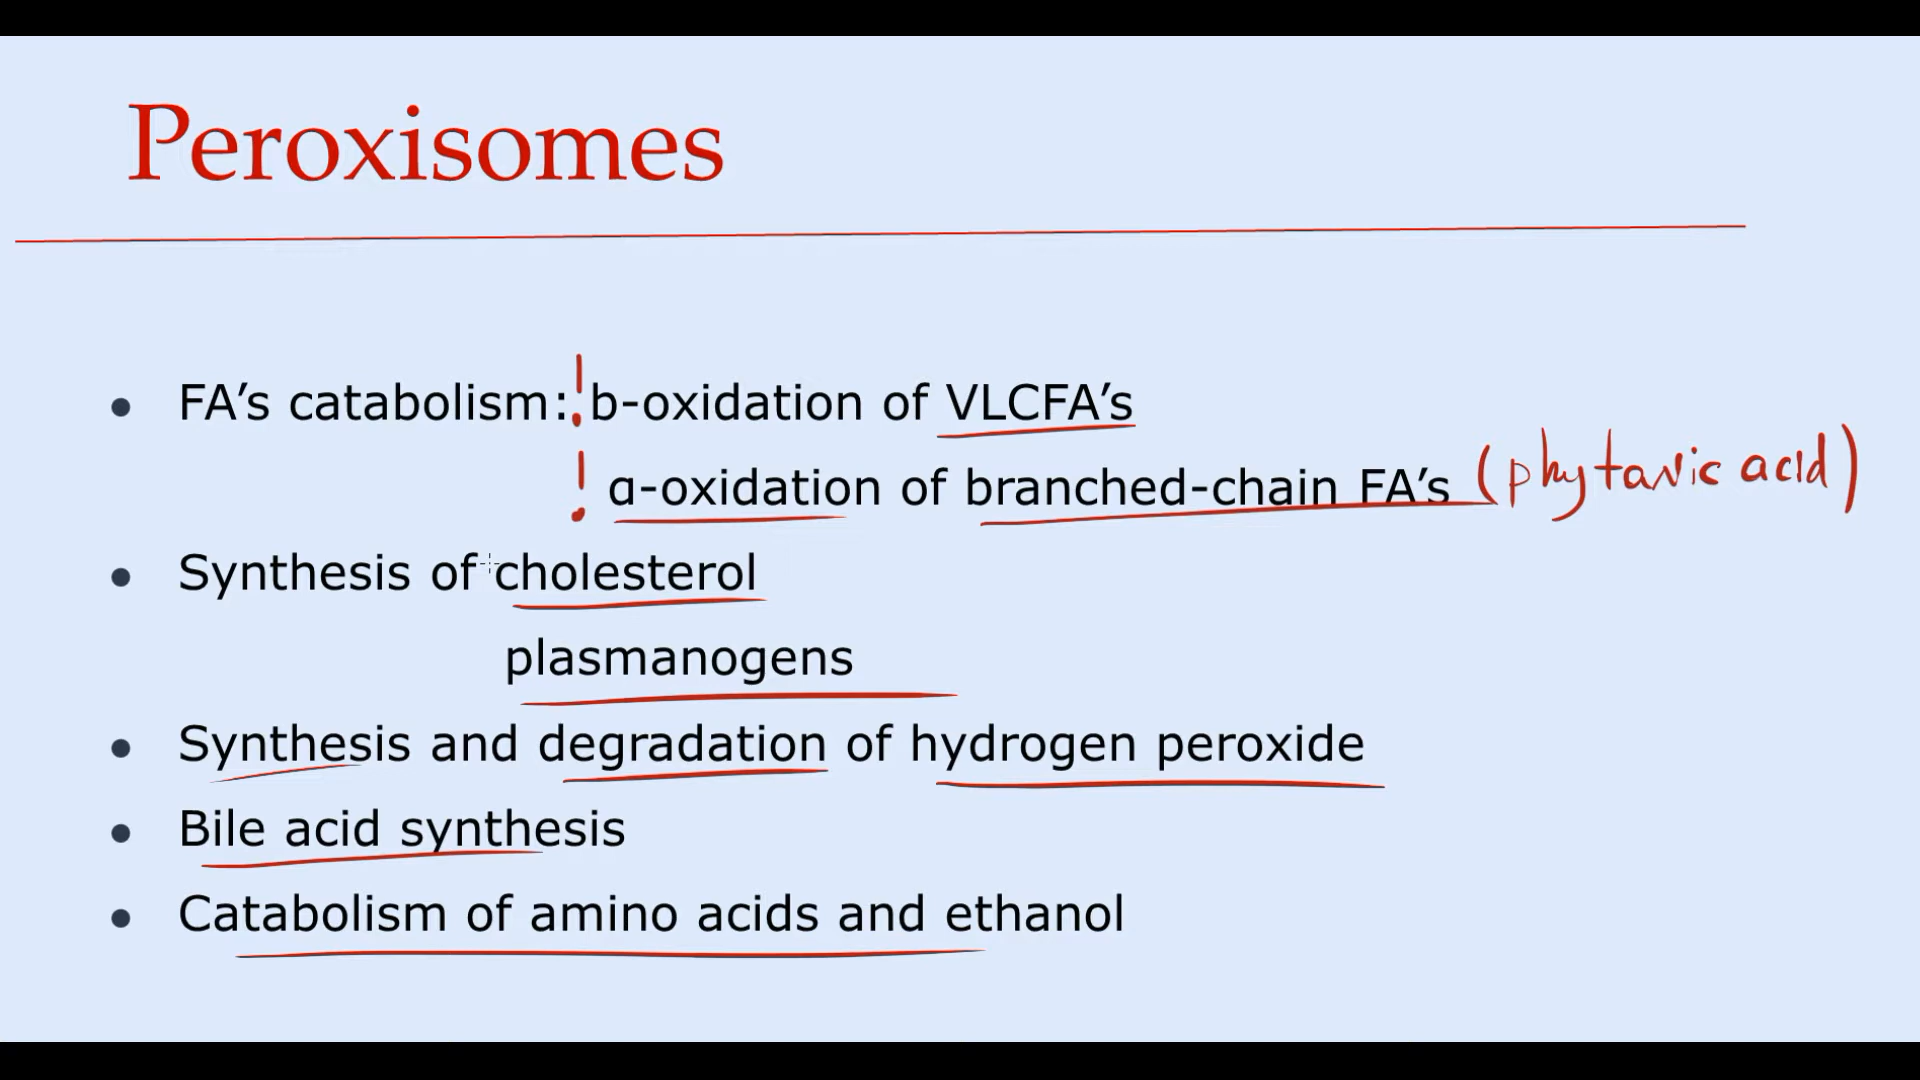 Peroxisomes
• FA’s catabolism: ! b-oxidation of VLCFA’s
! ɑ-oxidation of branched-chain FA’s (phytanic acid)
• Synthesis of cholesterol
plasmanogens
• Synthesis and degradation of hydrogen peroxide
• Bile acid synthesis
• Catabolism of amino acids and ethanol